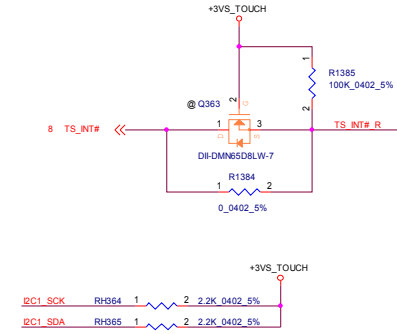 +3VS_TOUCH
1
R1385
100K_0402_5%
2
2
G
@ Q363
8 TS_INT#
1
3
TS_INT#_R
D
S
DII-DMN65D8LW-7
R1384
1
2
0_0402_5%
+3VS_TOUCH
I2C1_SCK RH364 1 2 2.2K_0402_5%
I2C1_SDA RH365 1 2 2.2K_0402_5%